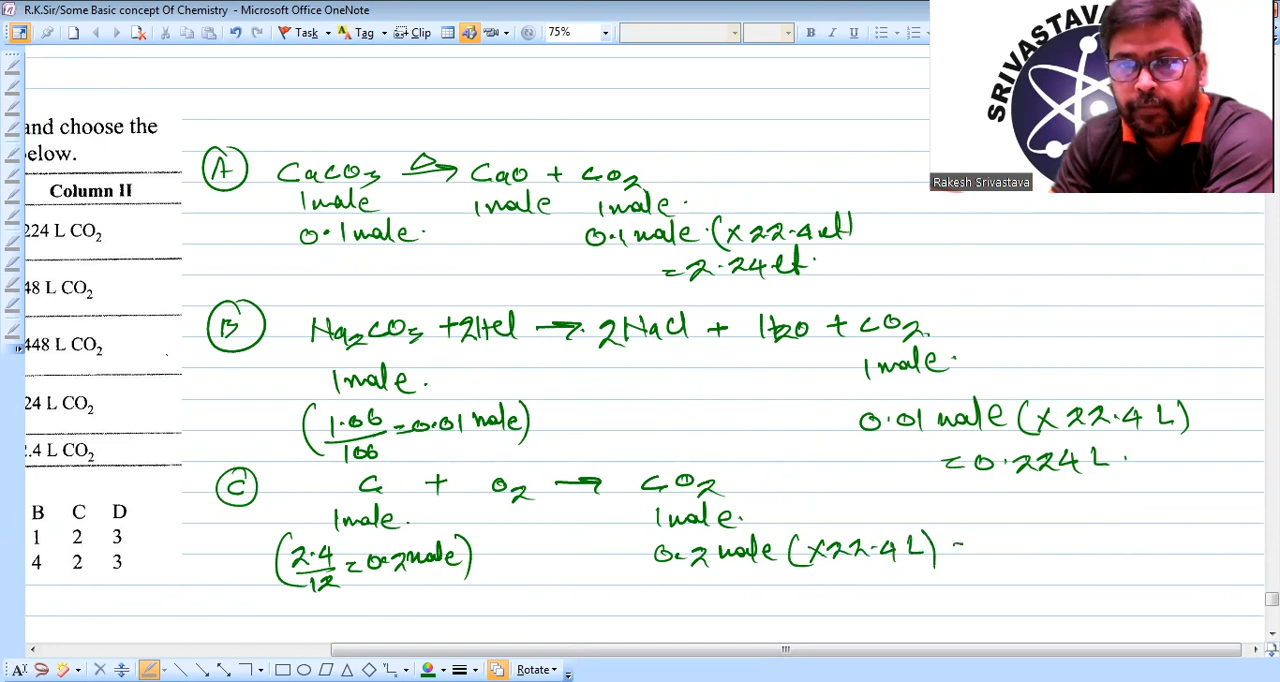 R.K.Sir/Some Basic concept Of Chemistry - Microsoft Office OneNote
Task Tag Clip 75% B I U
SRIVASTAVA
Rakesh Srivastava
and choose the
elow.
Column II
224 L CO2
48 L CO2
448 L CO2
24 L CO2
2.4 L CO2
B C D
1 2 3
4 2 3
A CaCO3 △→ CaO + CO2
1 mole 1 mole 1 mole.
0.1 mole. 0.1 mole. (×22.4 lt)
= 2.24 lt.
B Na2CO3 + 2HCl → 2NaCl + H2O + CO2.
1 mole. 1 mole.
(1.06/106 = 0.01 mole) 0.01 mole (× 22.4 L)
= 0.224 L.
C C + O2 → CO2
1 mole. 1 mole.
(2.4/12 = 0.2 mole) 0.2 mole (×22.4 L) -
A Rotate